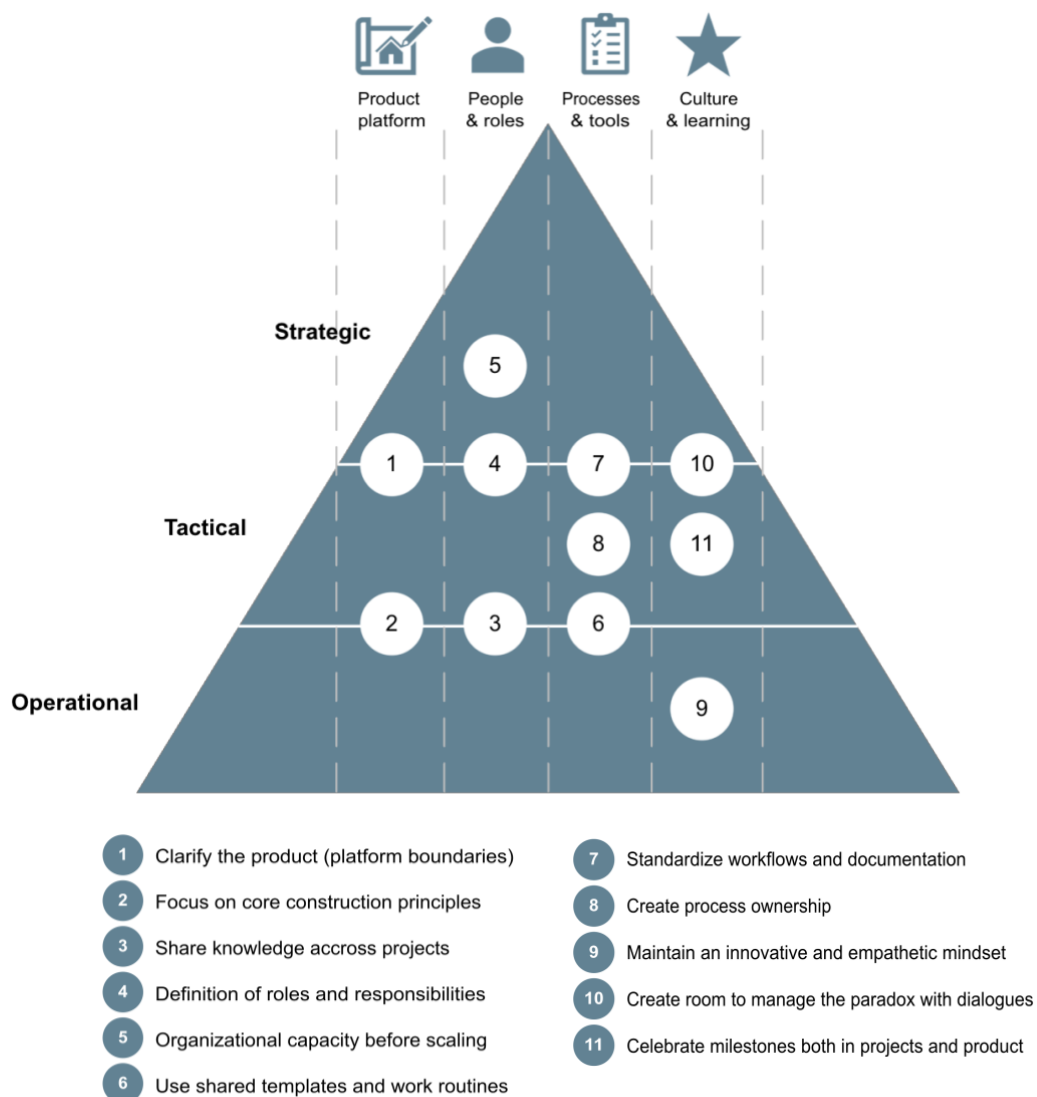 Product
platform
People
& roles
Processes
& tools
Culture
& learning
Strategic
5
1
4
7
10
Tactical
8
11
2
3
6
Operational
9
1 Clarify the product (platform boundaries)
2 Focus on core construction principles
3 Share knowledge accross projects
4 Definition of roles and responsibilities
5 Organizational capacity before scaling
6 Use shared templates and work routines
7 Standardize workflows and documentation
8 Create process ownership
9 Maintain an innovative and empathetic mindset
10 Create room to manage the paradox with dialogues
11 Celebrate milestones both in projects and product